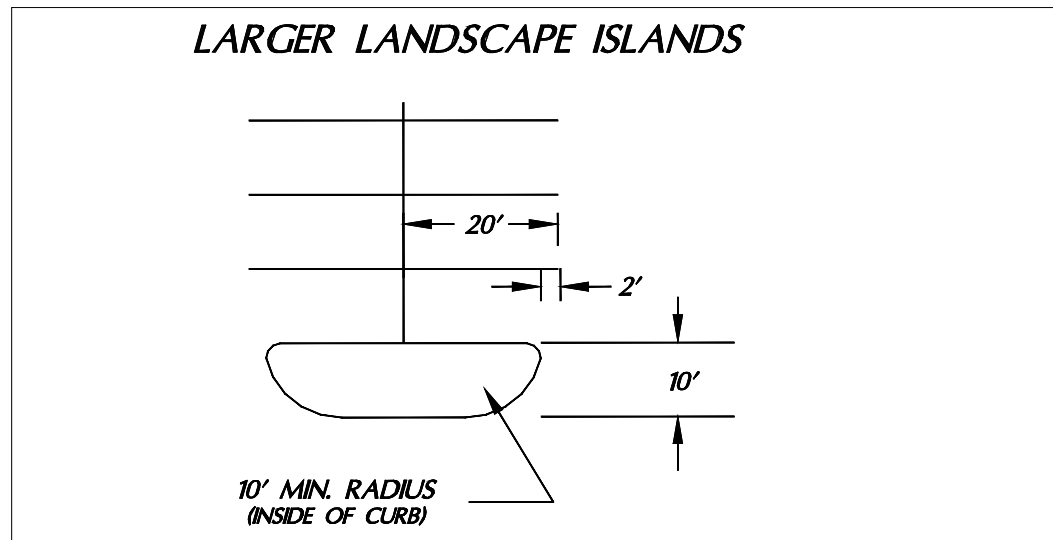 LARGER LANDSCAPE ISLANDS
20'
2'
10'
10' MIN. RADIUS
(INSIDE OF CURB)